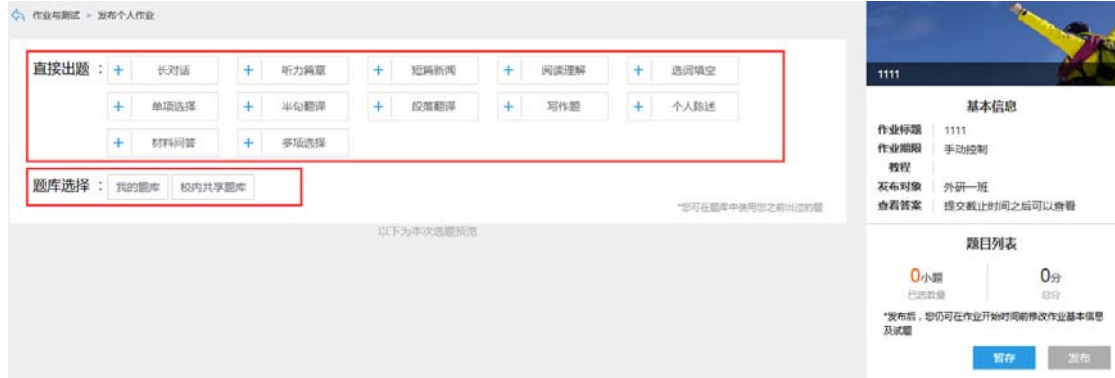 作业与测试 > 发布个人作业
直接出题 : + 长对话 + 听力篇章 + 短篇新闻 + 阅读理解 + 选词填空
+ 单项选择 + 半句翻译 + 段落翻译 + 写作题 + 个人陈述
+ 材料问答 + 多项选择
题库选择 : 我的题库 校内共享题库
*您可在题库中使用您之前出过的题
以下为本次选题预览
1111
基本信息
作业标题 1111
作业期限 手动控制
教程
发布对象 外研一班
查看答案 提交截止时间之后可以查看
题目列表
0小题 0分
已选数量 总分
*发布后，您仍可在作业开始时间前修改作业基本信息
及试题
暂存 发布